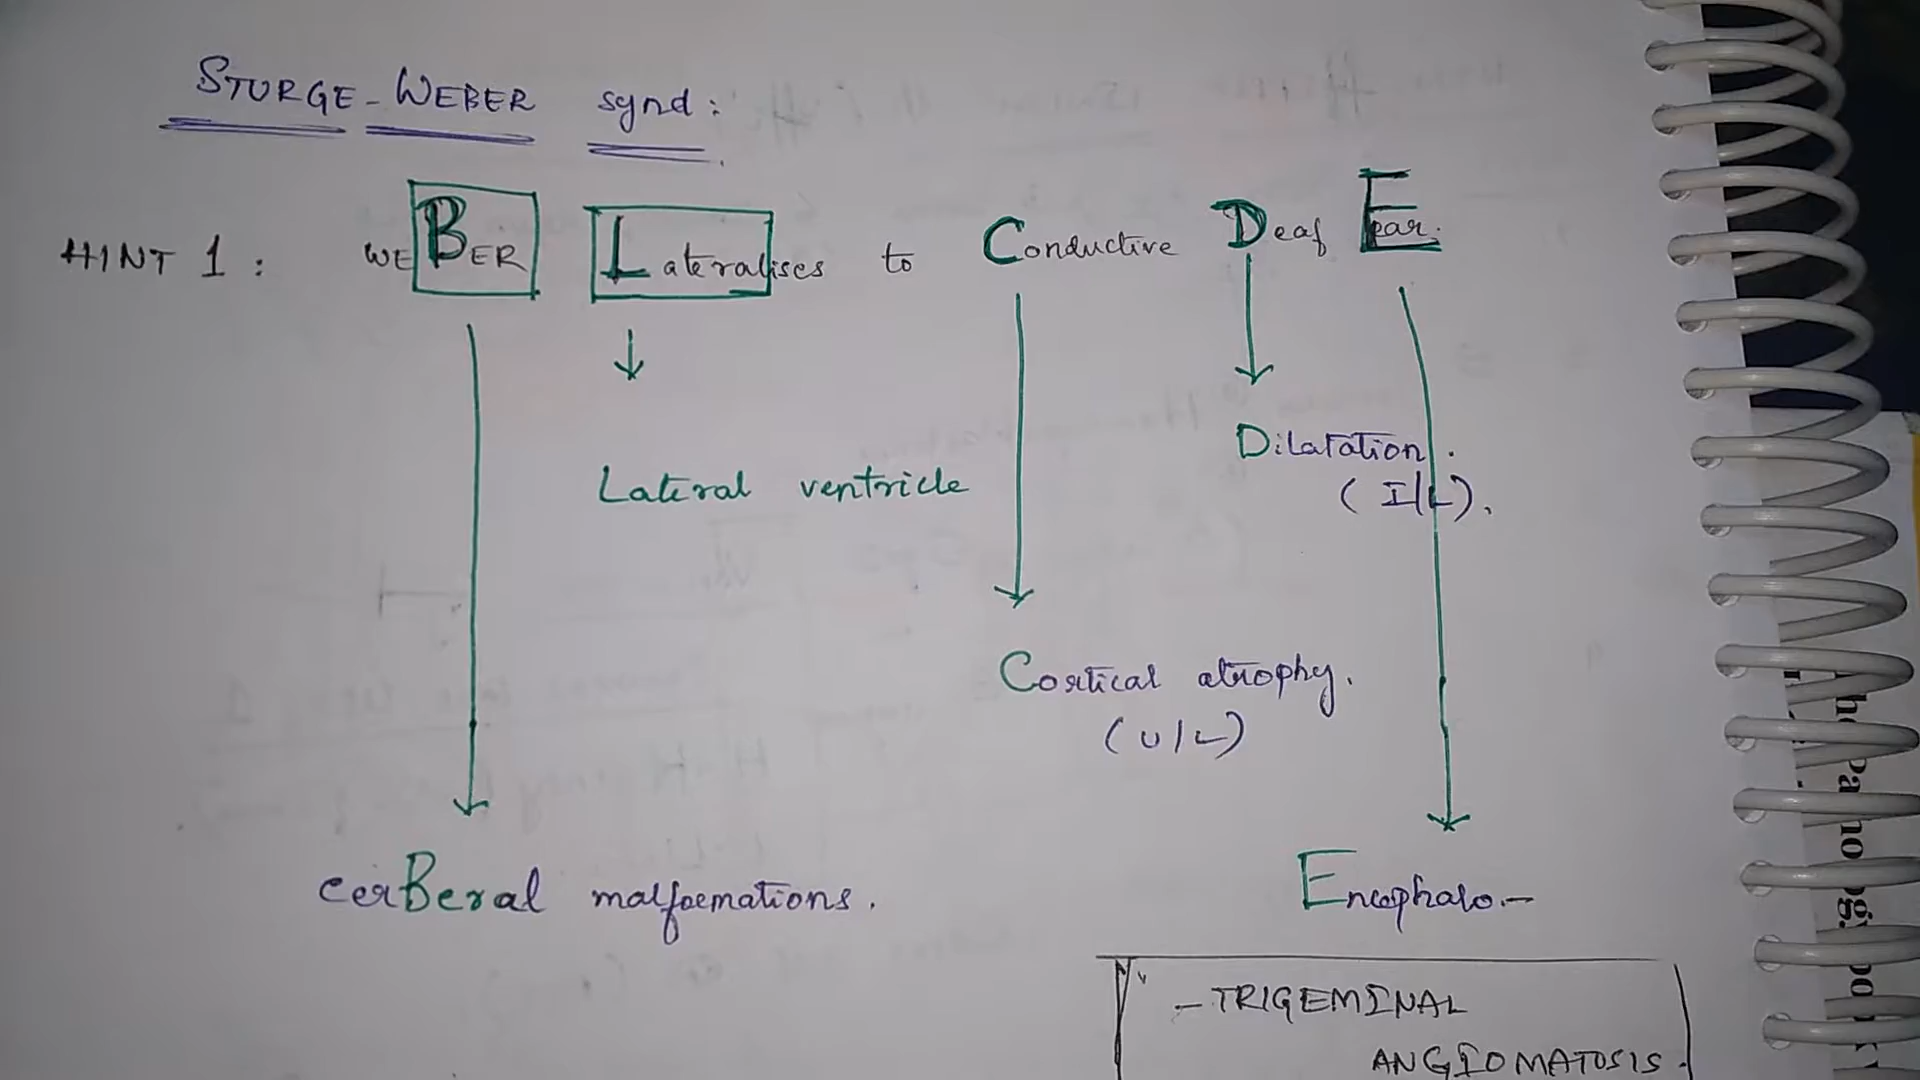 STURGE-WEBER synd:
HINT 1: WEBER Lateralises to Conductive Deaf Ear.
Dilatation.
(I/L).
Lateral ventricle
Cortical atrophy.
(U/L)
cerBeral malformations.
Encephalo.-
- TRIGEMINAL
ANGIOMATOSIS.